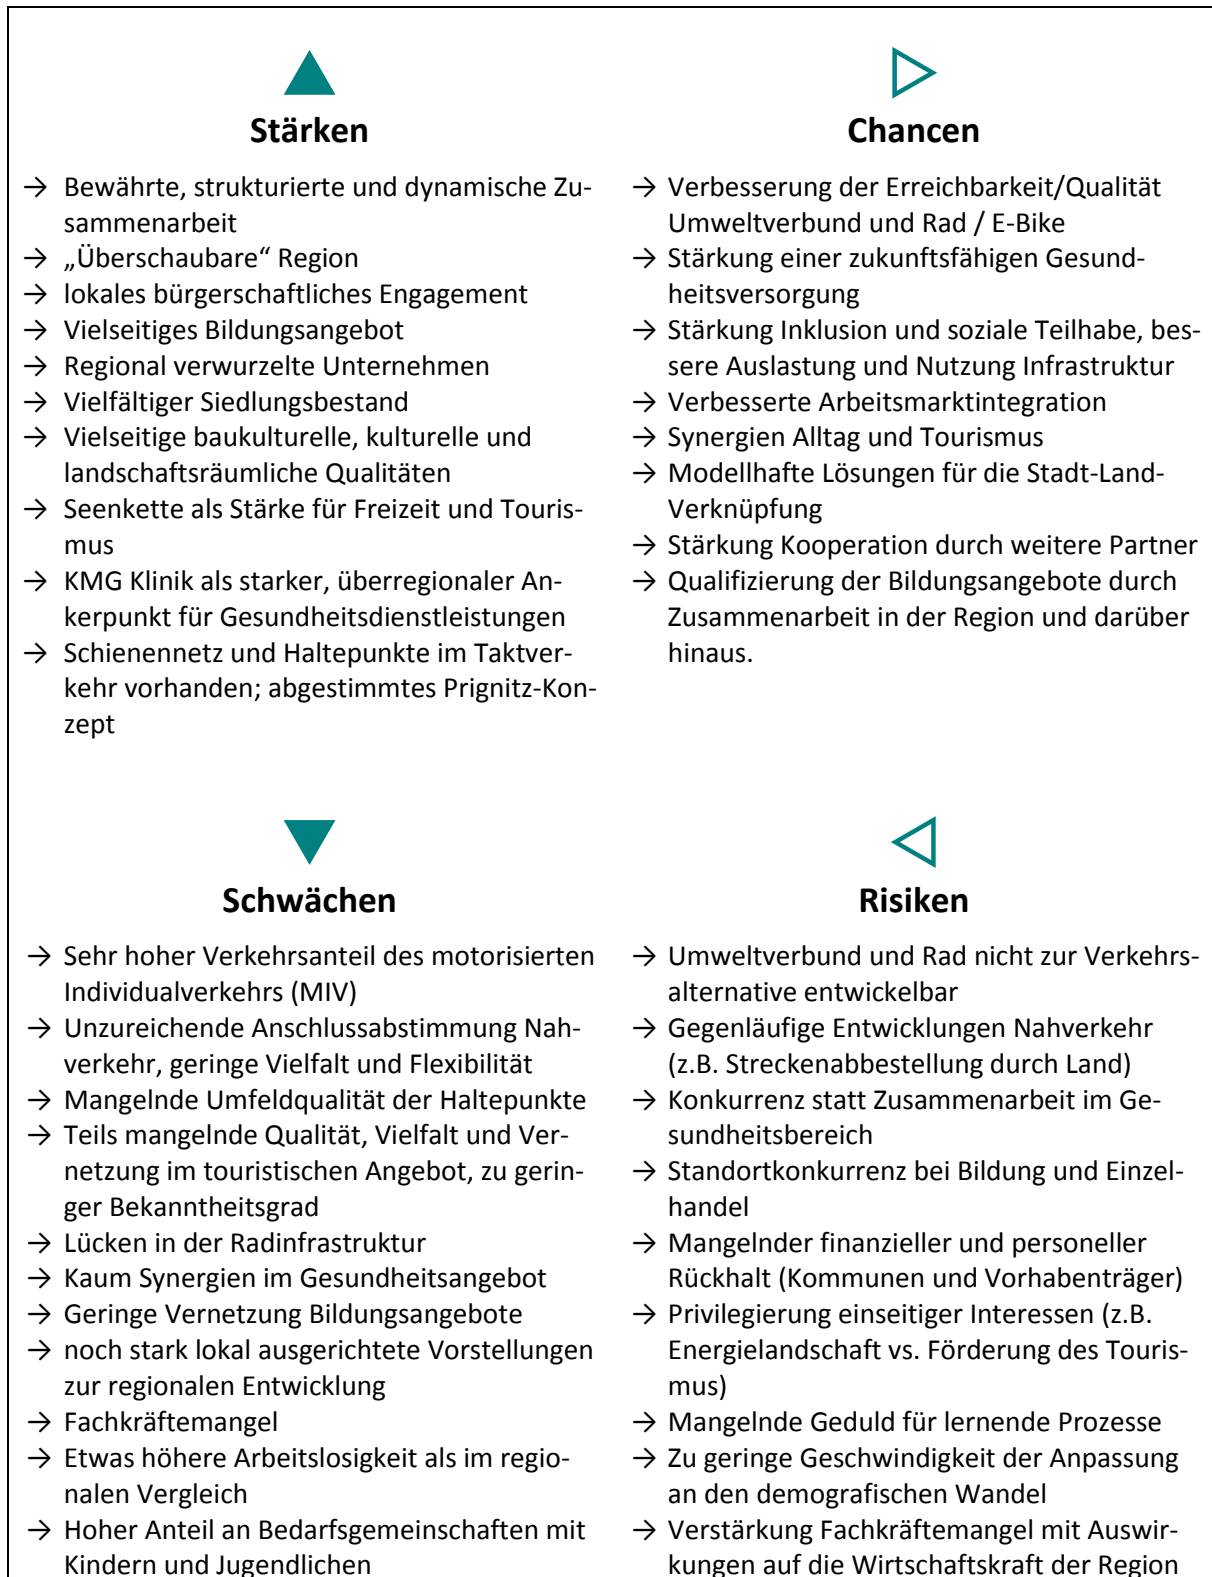 Stärken
→ Bewährte, strukturierte und dynamische Zu-
sammenarbeit
→ „Überschaubare“ Region
→ lokales bürgerschaftliches Engagement
→ Vielseitiges Bildungsangebot
→ Regional verwurzelte Unternehmen
→ Vielfältiger Siedlungsbestand
→ Vielseitige baukulturelle, kulturelle und
landschaftsräumliche Qualitäten
→ Seenkette als Stärke für Freizeit und Touris-
mus
→ KMG Klinik als starker, überregionaler An-
kerpunkt für Gesundheitsdienstleistungen
→ Schienennetz und Haltepunkte im Taktver-
kehr vorhanden; abgestimmtes Prignitz-Kon-
zept
Chancen
→ Verbesserung der Erreichbarkeit/Qualität
Umweltverbund und Rad / E-Bike
→ Stärkung einer zukunftsfähigen Gesund-
heitsversorgung
→ Stärkung Inklusion und soziale Teilhabe, bes-
sere Auslastung und Nutzung Infrastruktur
→ Verbesserte Arbeitsmarktintegration
→ Synergien Alltag und Tourismus
→ Modellhafte Lösungen für die Stadt-Land-
Verknüpfung
→ Stärkung Kooperation durch weitere Partner
→ Qualifizierung der Bildungsangebote durch
Zusammenarbeit in der Region und darüber
hinaus.
Schwächen
→ Sehr hoher Verkehrsanteil des motorisierten
Individualverkehrs (MIV)
→ Unzureichende Anschlussabstimmung Nah-
verkehr, geringe Vielfalt und Flexibilität
→ Mangelnde Umfeldqualität der Haltepunkte
→ Teils mangelnde Qualität, Vielfalt und Ver-
netzung im touristischen Angebot, zu gerin-
ger Bekanntheitsgrad
→ Lücken in der Radinfrastruktur
→ Kaum Synergien im Gesundheitsangebot
→ Geringe Vernetzung Bildungsangebote
→ noch stark lokal ausgerichtete Vorstellungen
zur regionalen Entwicklung
→ Fachkräftemangel
→ Etwas höhere Arbeitslosigkeit als im regio-
nalen Vergleich
→ Hoher Anteil an Bedarfsgemeinschaften mit
Kindern und Jugendlichen
Risiken
→ Umweltverbund und Rad nicht zur Verkehrs-
alternative entwickelbar
→ Gegenläufige Entwicklungen Nahverkehr
(z.B. Streckenabbestellung durch Land)
→ Konkurrenz statt Zusammenarbeit im Ge-
sundheitsbereich
→ Standortkonkurrenz bei Bildung und Einzel-
handel
→ Mangelnder finanzieller und personeller
Rückhalt (Kommunen und Vorhabenträger)
→ Privilegierung einseitiger Interessen (z.B.
Energielandschaft vs. Förderung des Touris-
mus)
→ Mangelnde Geduld für lernende Prozesse
→ Zu geringe Geschwindigkeit der Anpassung
an den demografischen Wandel
→ Verstärkung Fachkräftemangel mit Auswir-
kungen auf die Wirtschaftskraft der Region